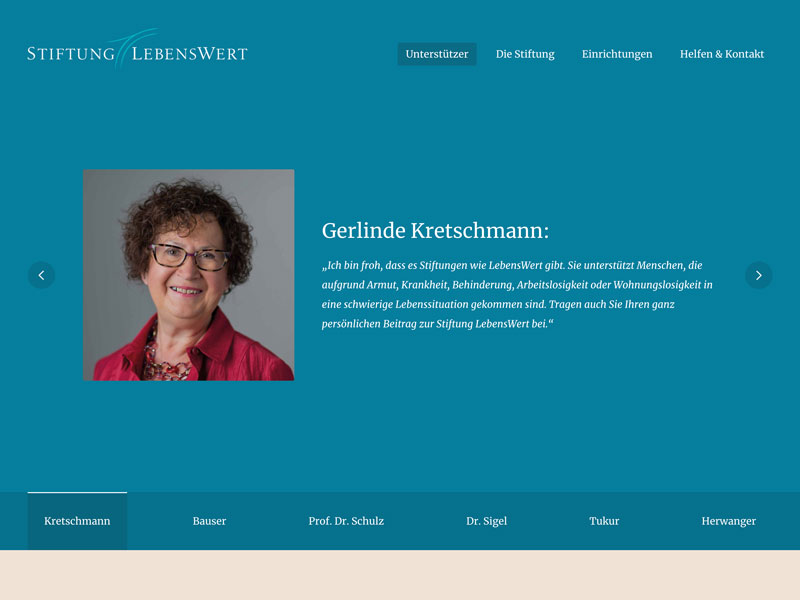 STIFTUNG LEBENSWERT
Unterstützer Die Stiftung Einrichtungen Helfen & Kontakt
Gerlinde Kretschmann:
„Ich bin froh, dass es Stiftungen wie LebensWert gibt. Sie unterstützt Menschen, die
aufgrund Armut, Krankheit, Behinderung, Arbeitslosigkeit oder Wohnungslosigkeit in
eine schwierige Lebenssituation gekommen sind. Tragen auch Sie Ihren ganz
persönlichen Beitrag zur Stiftung LebensWert bei.“
Kretschmann Bauser Prof. Dr. Schulz Dr. Sigel Tukur Herwanger